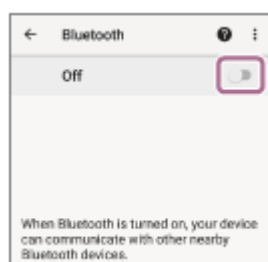 Bluetooth
Off
When Bluetooth is turned on, your device
can communicate with other nearby
Bluetooth devices.